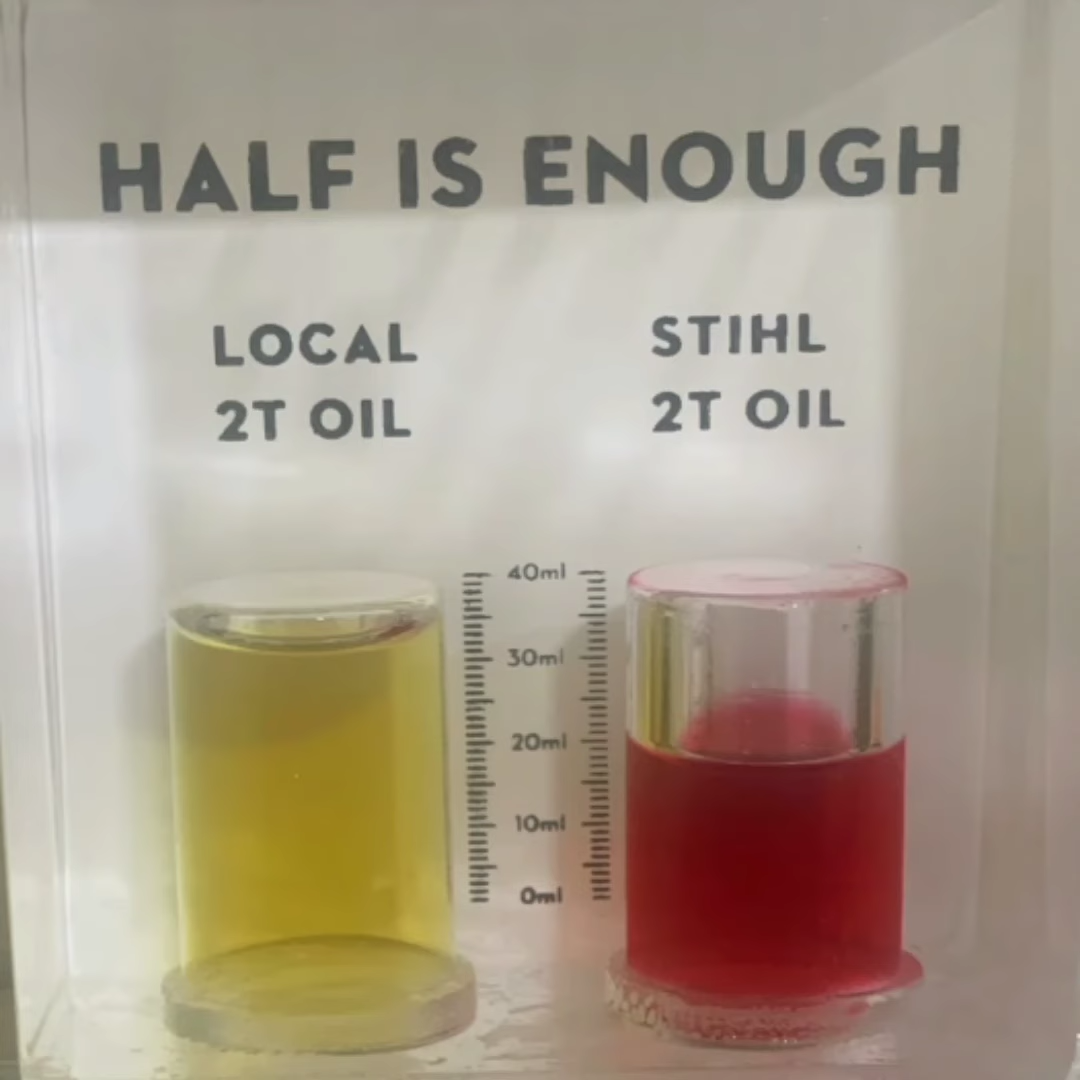 HALF IS ENOUGH
LOCAL
2T OIL
STIHL
2T OIL
40ml
30ml
20ml
10ml
0ml